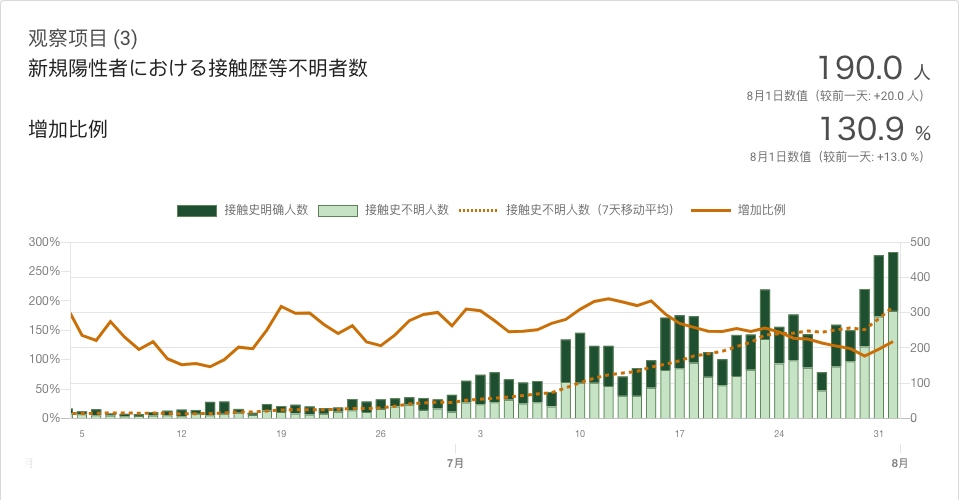 观察项目 (3)
新規陽性者における接触歴等不明者数
190.0 人
8月1日数值（较前一天: +20.0 人）
增加比例
130.9 %
8月1日数值（较前一天: +13.0 %）
接触史明确人数 接触史不明人数 接触史不明人数（7天移动平均） 增加比例
300% 500
250% 400
200% 300
150% 200
100% 100
50%
0% 0
5 12 19 26 3 10 17 24 31
月 7月 8月